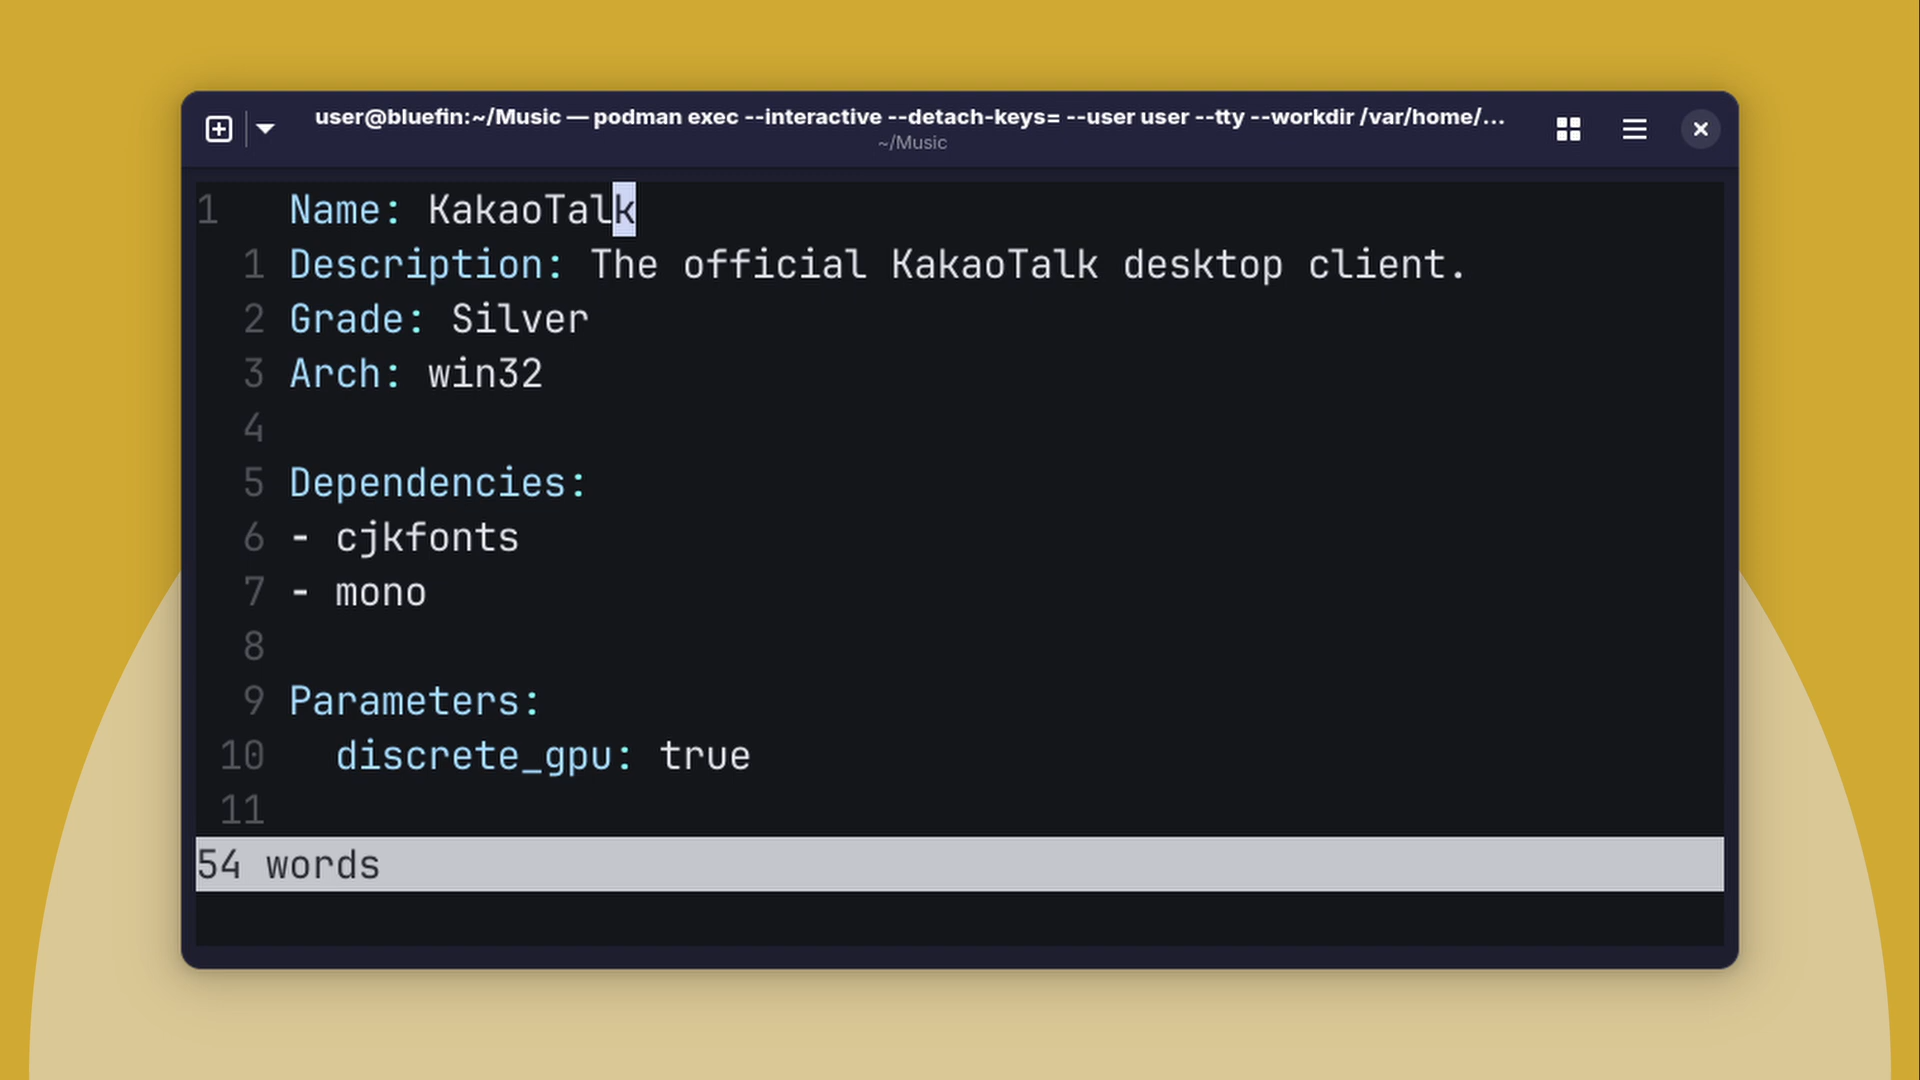 user@bluefin:~/Music — podman exec --interactive --detach-keys= --user user --tty --workdir /var/home/...
~/Music
1 Name: KakaoTalk
1 Description: The official KakaoTalk desktop client.
2 Grade: Silver
3 Arch: win32
4
5 Dependencies:
6 - cjkfonts
7 - mono
8
9 Parameters:
10   discrete_gpu: true
11
54 words